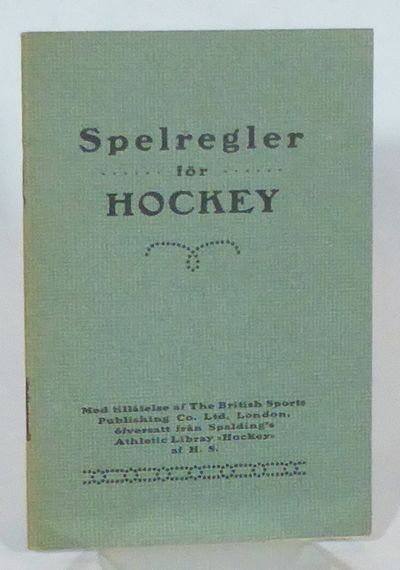 Spelregler
för
HOCKEY
Med tillåtelse af The British Sports
Publishing Co. Ltd, London,
öfversatt från Spalding's
Athletic Libray »Hockey»
af H. S.